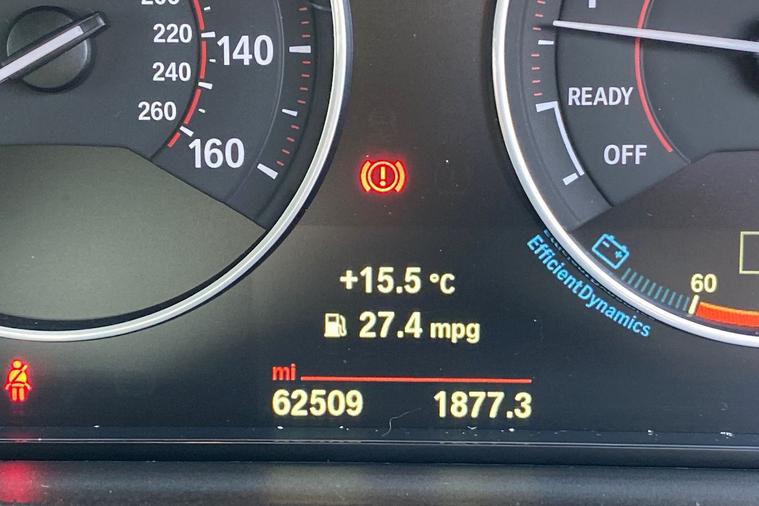 220
140
240
260
160
READY
OFF
+15.5 °C
27.4 mpg
EfficientDynamics
60
mi
62509
1877.3